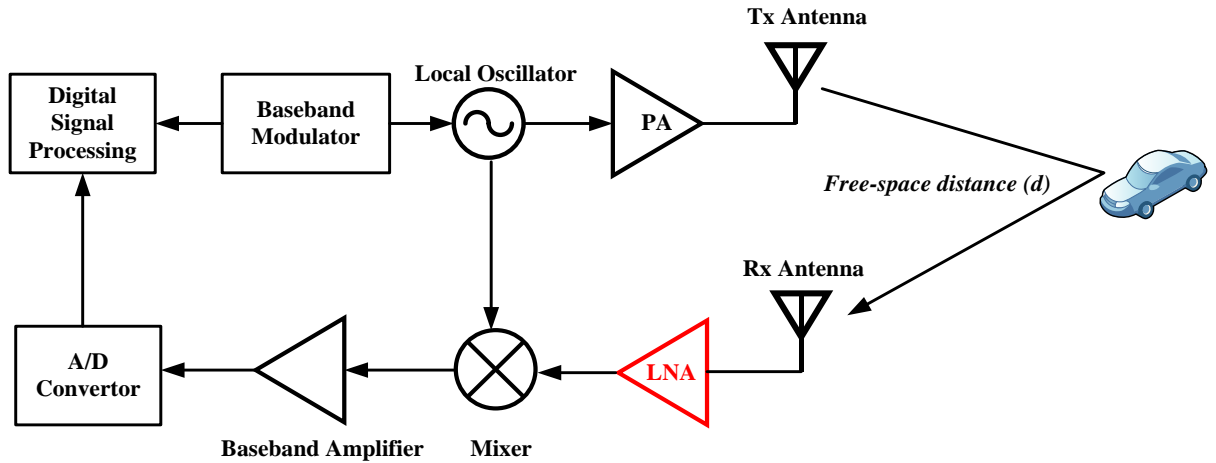 Tx Antenna
Local Oscillator
Digital
Signal
Processing
Baseband
Modulator
PA
Free-space distance (d)
Rx Antenna
A/D
Convertor
LNA
Baseband Amplifier
Mixer